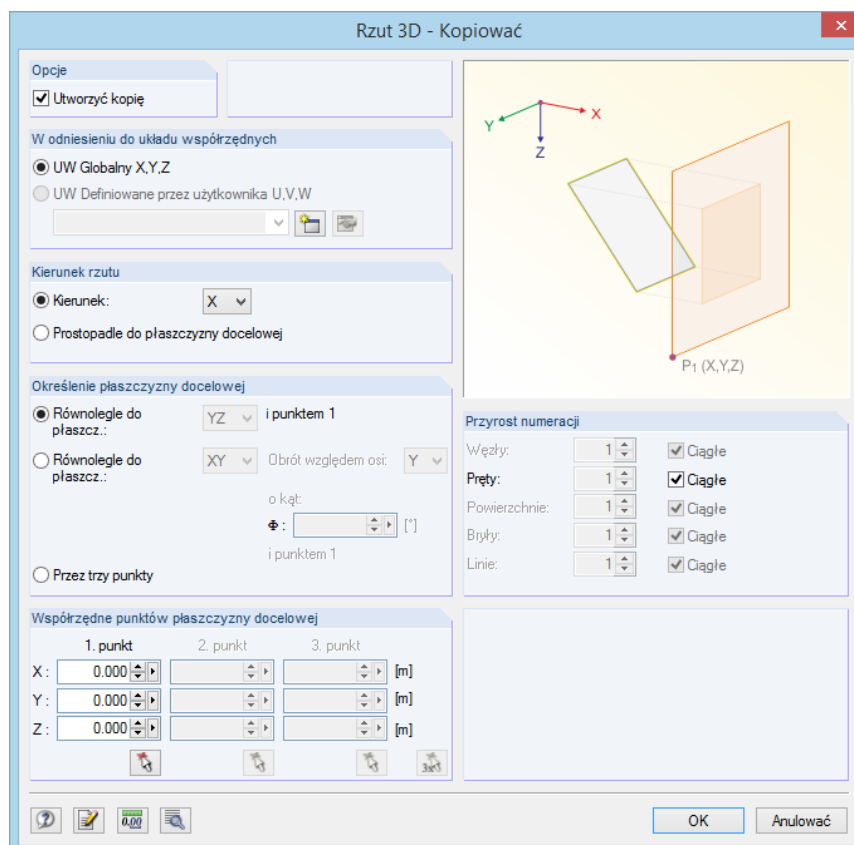 Rzut 3D - Kopiować
Opcje
Utworzyć kopię
W odniesieniu do układu współrzędnych
UW Globalny X,Y,Z
UW Definiowane przez użytkownika U,V,W
Kierunek rzutu
Kierunek: X
Prostopadle do płaszczyzny docelowej
Określenie płaszczyzny docelowej
Równolegle do płaszcz.: YZ i punktem 1
Równolegle do płaszcz.: XY Obrót względem osi: Y
o kąt:
Φ : [°]
i punktem 1
Przez trzy punkty
Współrzędne punktów płaszczyzny docelowej
1. punkt 2. punkt 3. punkt
X : 0.000 [m]
Y : 0.000 [m]
Z : 0.000 [m]
3x
X
Y
Z
P1 (X,Y,Z)
Przyrost numeracji
Węzły: 1 Ciągłe
Pręty: 1 Ciągłe
Powierzchnie: 1 Ciągłe
Bryły: 1 Ciągłe
Linie: 1 Ciągłe
0.00
OK
Anulować